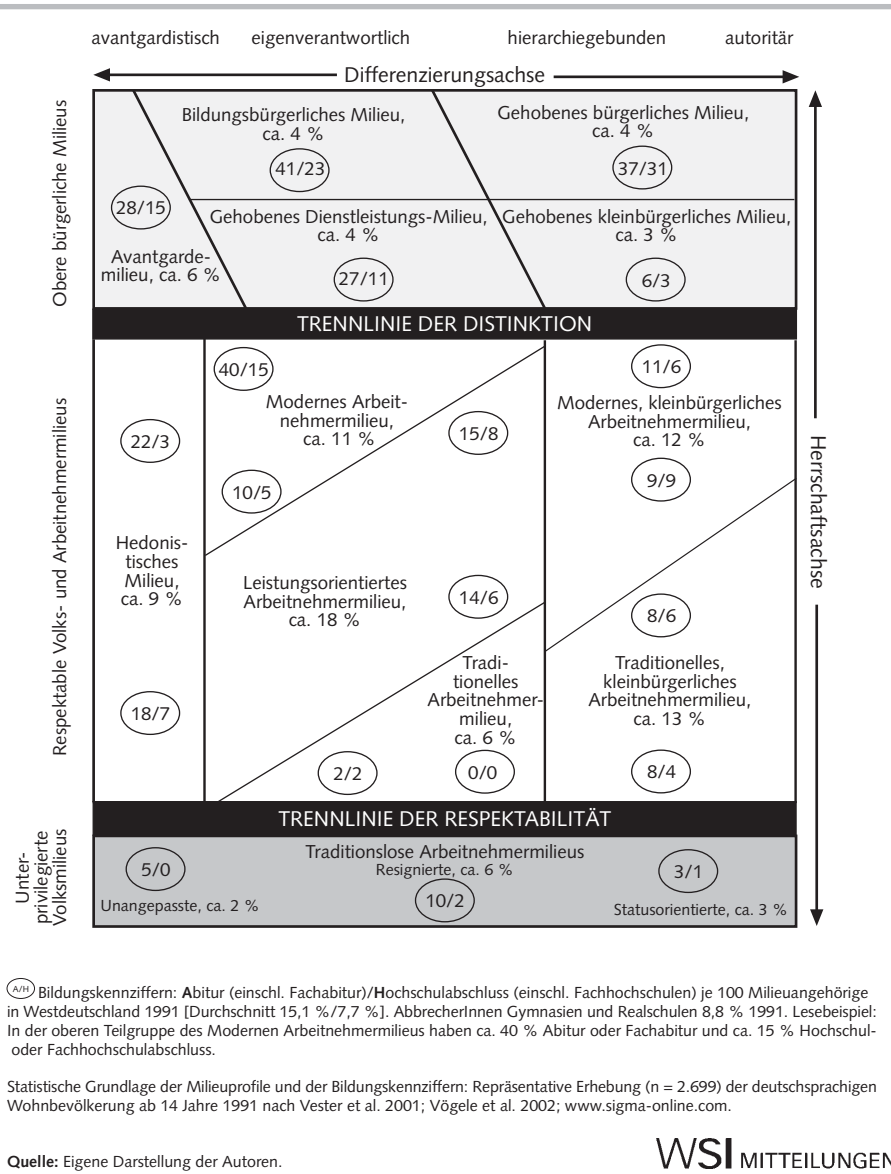 avantgardistisch eigenverantwortlich hierarchiegebunden autoritär
Differenzierungsachse
Obere bürgerliche Milieus
Bildungsbürgerliches Milieu,
ca. 4 %
41/23
Gehobenes bürgerliches Milieu,
ca. 4 %
37/31
28/15
Avantgarde-
milieu, ca. 6 %
Gehobenes Dienstleistungs-Milieu,
ca. 4 %
27/11
Gehobenes kleinbürgerliches Milieu,
ca. 3 %
6/3
TRENNLINIE DER DISTINKTION
Respektable Volks- und Arbeitnehmermilieus
Herrschaftsachse
22/3
Hedonis-
tisches
Milieu,
ca. 9 %
18/7
40/15
Modernes Arbeit-
nehmermilieu,
ca. 11 %
10/5
15/8
Leistungsorientiertes
Arbeitnehmermilieu,
ca. 18 %
14/6
2/2
Tradi-
tionelles
Arbeitnehmer-
milieu,
ca. 6 %
0/0
11/6
Modernes, kleinbürgerliches
Arbeitnehmermilieu,
ca. 12 %
9/9
8/6
Traditionelles,
kleinbürgerliches
Arbeitnehmermilieu,
ca. 13 %
8/4
TRENNLINIE DER RESPEKTABILITÄT
Unter-
privilegierte
Volksmilieus
Traditionslose Arbeitnehmermilieus
5/0
Unangepasste, ca. 2 %
Resignierte, ca. 6 %
10/2
3/1
Statusorientierte, ca. 3 %
A/H Bildungskennziffern: Abitur (einschl. Fachabitur)/Hochschulabschluss (einschl. Fachhochschulen) je 100 Milieuangehörige
in Westdeutschland 1991 [Durchschnitt 15,1 %/7,7 %]. AbbrecherInnen Gymnasien und Realschulen 8,8 % 1991. Lesebeispiel:
In der oberen Teilgruppe des Modernen Arbeitnehmermilieus haben ca. 40 % Abitur oder Fachabitur und ca. 15 % Hochschul-
oder Fachhochschulabschluss.
Statistische Grundlage der Milieuprofile und der Bildungskennziffern: Repräsentative Erhebung (n = 2.699) der deutschsprachigen
Wohnbevölkerung ab 14 Jahre 1991 nach Vester et al. 2001; Vögele et al. 2002; www.sigma-online.com.
Quelle: Eigene Darstellung der Autoren.
WSI MITTEILUNGEN